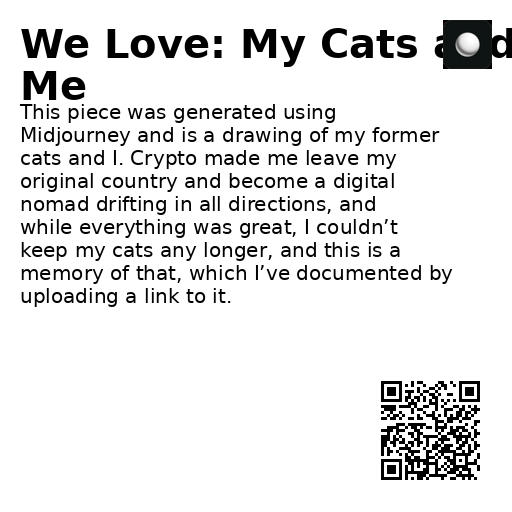 We Love: My Cats and
Me
This piece was generated using
Midjourney and is a drawing of my former
cats and I. Crypto made me leave my
original country and become a digital
nomad drifting in all directions, and
while everything was great, I couldn’t
keep my cats any longer, and this is a
memory of that, which I’ve documented by
uploading a link to it.